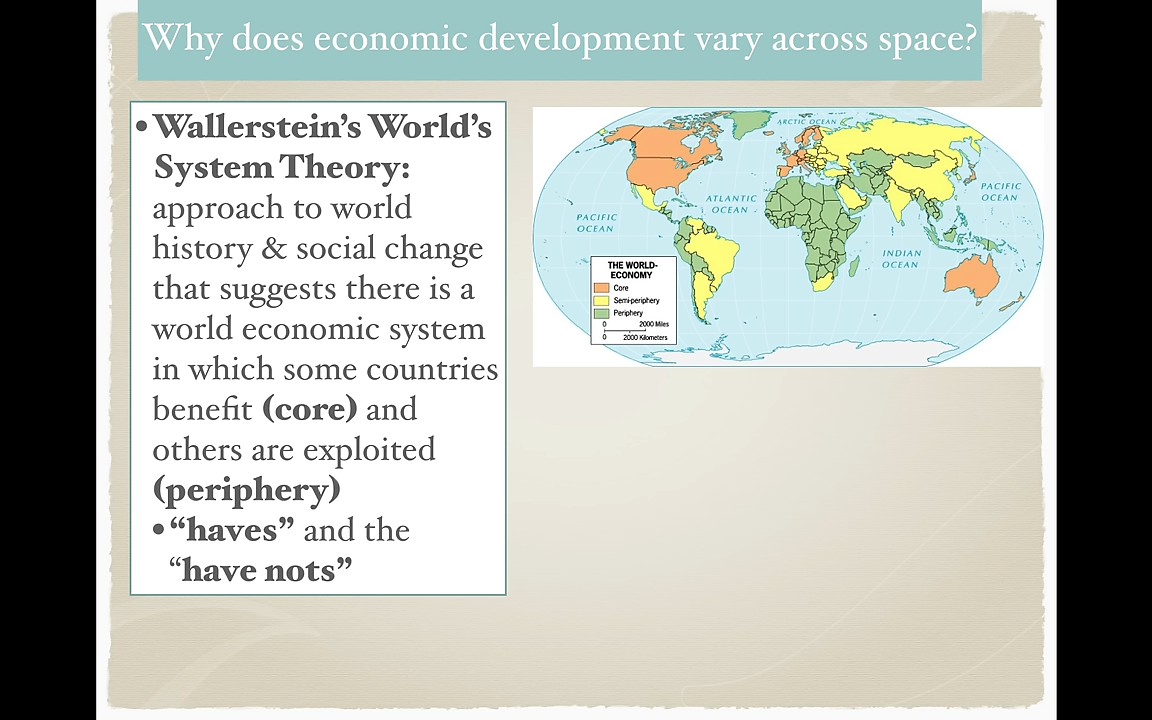 Why does economic development vary across space?
•Wallerstein’s World’s
System Theory:
approach to world
history & social change
that suggests there is a
world economic system
in which some countries
benefit (core) and
others are exploited
(periphery)
•“haves” and the
“have nots”
ARCTIC OCEAN
ATLANTIC
OCEAN
PACIFIC
OCEAN
PACIFIC
OCEAN
INDIAN
OCEAN
THE WORLD-
ECONOMY
Core
Semi-periphery
Periphery
0 2000 Miles
0 2000 Kilometers